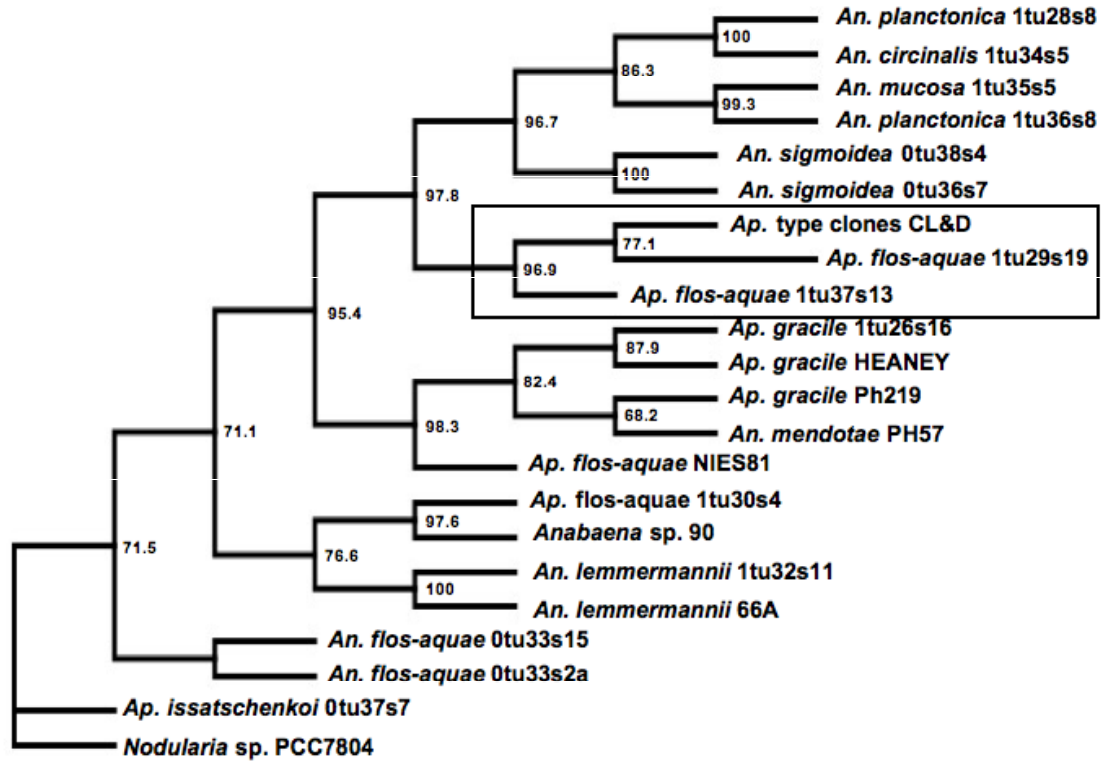 An. planctonica 1tu28s8
100
An. circinalis 1tu34s5
86.3
An. mucosa 1tu35s5
99.3
An. planctonica 1tu36s8
96.7
An. sigmoidea 0tu38s4
100
An. sigmoidea 0tu36s7
97.8
Ap. type clones CL&D
77.1
Ap. flos-aquae 1tu29s19
96.9
Ap. flos-aquae 1tu37s13
95.4
Ap. gracile 1tu26s16
87.9
Ap. gracile HEANEY
82.4
Ap. gracile Ph219
68.2
An. mendotae PH57
98.3
71.1
Ap. flos-aquae NIES81
Ap. flos-aquae 1tu30s4
97.6
Anabaena sp. 90
76.6
71.5
An. lemmermannii 1tu32s11
100
An. lemmermannii 66A
An. flos-aquae 0tu33s15
An. flos-aquae 0tu33s2a
Ap. issatschenkoi 0tu37s7
Nodularia sp. PCC7804